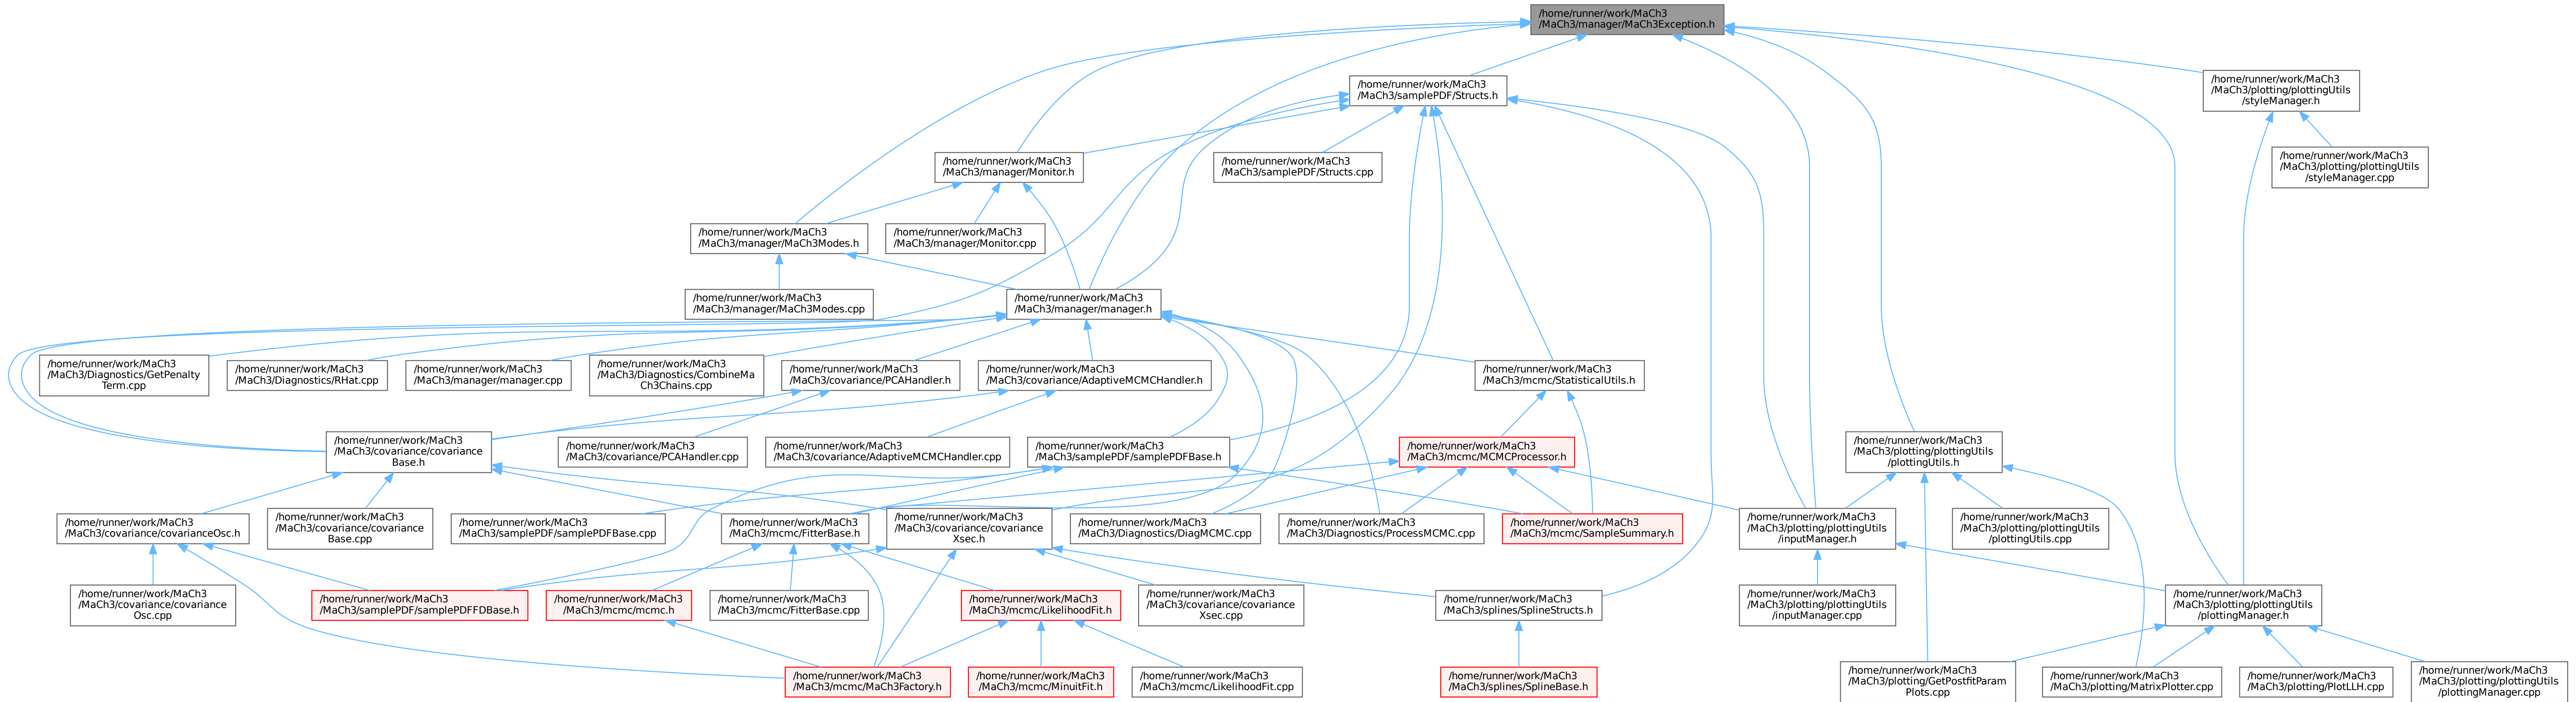 /home/runner/work/MaCh3
/MaCh3/manager/MaCh3Exception.h
/home/runner/work/MaCh3
/MaCh3/samplePDF/Structs.h
/home/runner/work/MaCh3
/MaCh3/plotting/plottingUtils
/styleManager.h
/home/runner/work/MaCh3
/MaCh3/manager/Monitor.h
/home/runner/work/MaCh3
/MaCh3/samplePDF/Structs.cpp
/home/runner/work/MaCh3
/MaCh3/plotting/plottingUtils
/styleManager.cpp
/home/runner/work/MaCh3
/MaCh3/manager/MaCh3Modes.h
/home/runner/work/MaCh3
/MaCh3/manager/Monitor.cpp
/home/runner/work/MaCh3
/MaCh3/manager/MaCh3Modes.cpp
/home/runner/work/MaCh3
/MaCh3/manager/manager.h
/home/runner/work/MaCh3
/MaCh3/Diagnostics/GetPenalty
Term.cpp
/home/runner/work/MaCh3
/MaCh3/Diagnostics/RHat.cpp
/home/runner/work/MaCh3
/MaCh3/manager/manager.cpp
/home/runner/work/MaCh3
/MaCh3/Diagnostics/CombineMa
Ch3Chains.cpp
/home/runner/work/MaCh3
/MaCh3/covariance/PCAHandler.h
/home/runner/work/MaCh3
/MaCh3/covariance/AdaptiveMCMCHandler.h
/home/runner/work/MaCh3
/MaCh3/mcmc/StatisticalUtils.h
/home/runner/work/MaCh3
/MaCh3/covariance/covariance
Base.h
/home/runner/work/MaCh3
/MaCh3/covariance/PCAHandler.cpp
/home/runner/work/MaCh3
/MaCh3/covariance/AdaptiveMCMCHandler.cpp
/home/runner/work/MaCh3
/MaCh3/samplePDF/samplePDFBase.h
/home/runner/work/MaCh3
/MaCh3/mcmc/MCMCProcessor.h
/home/runner/work/MaCh3
/MaCh3/plotting/plottingUtils
/plottingUtils.h
/home/runner/work/MaCh3
/MaCh3/covariance/covarianceOsc.h
/home/runner/work/MaCh3
/MaCh3/covariance/covariance
Base.cpp
/home/runner/work/MaCh3
/MaCh3/samplePDF/samplePDFBase.cpp
/home/runner/work/MaCh3
/MaCh3/mcmc/FitterBase.h
/home/runner/work/MaCh3
/MaCh3/covariance/covariance
Xsec.h
/home/runner/work/MaCh3
/MaCh3/Diagnostics/DiagMCMC.cpp
/home/runner/work/MaCh3
/MaCh3/Diagnostics/ProcessMCMC.cpp
/home/runner/work/MaCh3
/MaCh3/mcmc/SampleSummary.h
/home/runner/work/MaCh3
/MaCh3/plotting/plottingUtils
/inputManager.h
/home/runner/work/MaCh3
/MaCh3/plotting/plottingUtils
/plottingUtils.cpp
/home/runner/work/MaCh3
/MaCh3/covariance/covariance
Osc.cpp
/home/runner/work/MaCh3
/MaCh3/samplePDF/samplePDFFDBase.h
/home/runner/work/MaCh3
/MaCh3/mcmc/mcmc.h
/home/runner/work/MaCh3
/MaCh3/mcmc/FitterBase.cpp
/home/runner/work/MaCh3
/MaCh3/mcmc/LikelihoodFit.h
/home/runner/work/MaCh3
/MaCh3/covariance/covariance
Xsec.cpp
/home/runner/work/MaCh3
/MaCh3/splines/SplineStructs.h
/home/runner/work/MaCh3
/MaCh3/plotting/plottingUtils
/inputManager.cpp
/home/runner/work/MaCh3
/MaCh3/plotting/plottingUtils
/plottingManager.h
/home/runner/work/MaCh3
/MaCh3/mcmc/MaCh3Factory.h
/home/runner/work/MaCh3
/MaCh3/mcmc/MinuitFit.h
/home/runner/work/MaCh3
/MaCh3/mcmc/LikelihoodFit.cpp
/home/runner/work/MaCh3
/MaCh3/splines/SplineBase.h
/home/runner/work/MaCh3
/MaCh3/plotting/GetPostfitParam
Plots.cpp
/home/runner/work/MaCh3
/MaCh3/plotting/MatrixPlotter.cpp
/home/runner/work/MaCh3
/MaCh3/plotting/PlotLLH.cpp
/home/runner/work/MaCh3
/MaCh3/plotting/plottingUtils
/plottingManager.cpp